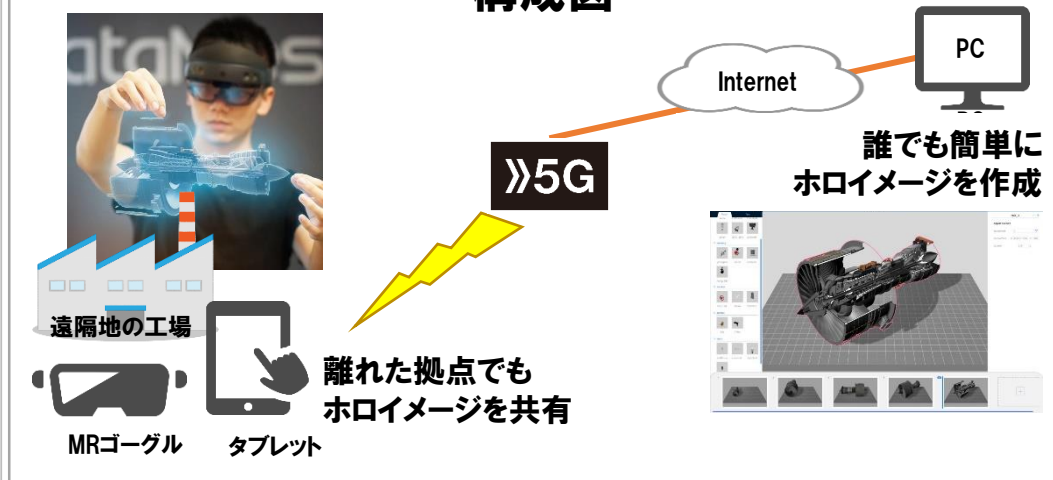 構成図
Internet
PC
》5G
誰でも簡単に
ホロイメージを作成
遠隔地の工場
離れた拠点でも
ホロイメージを共有
MRゴーグル
タブレット